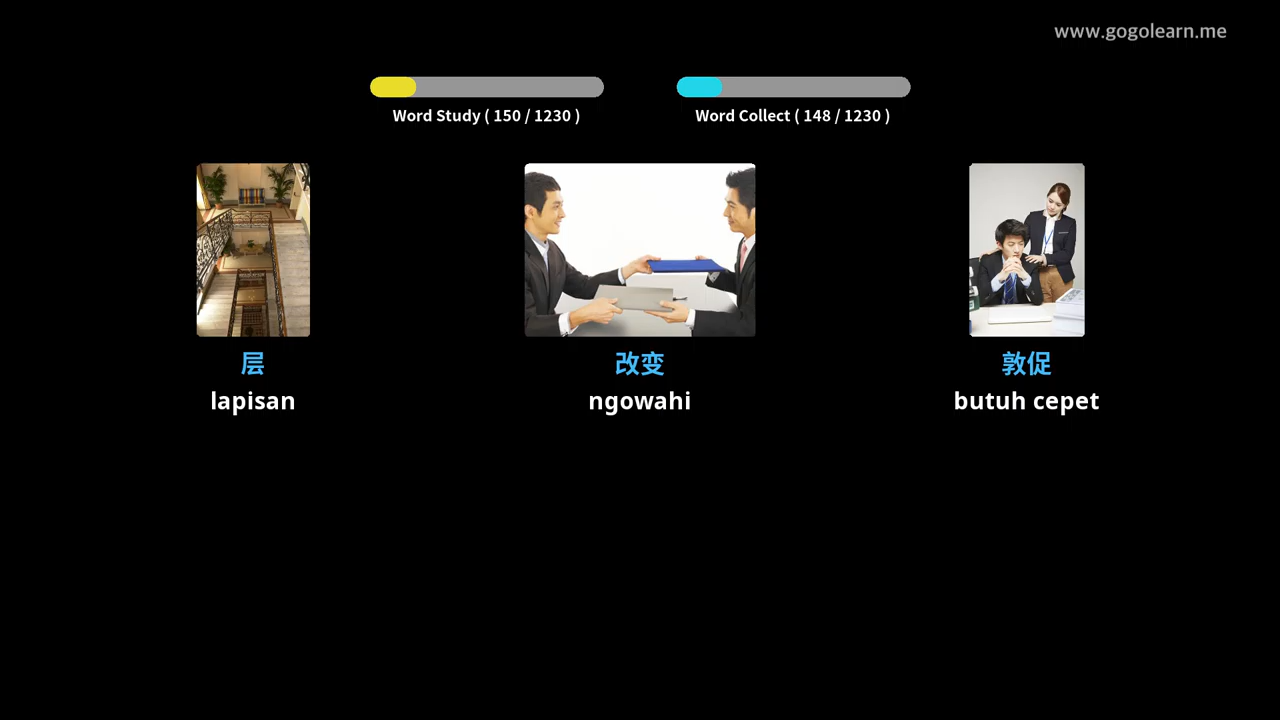 www.gogolearn.me
Word Study ( 150 / 1230 )
Word Collect ( 148 / 1230 )
层
改变
敦促
lapisan
ngowahi
butuh cepet